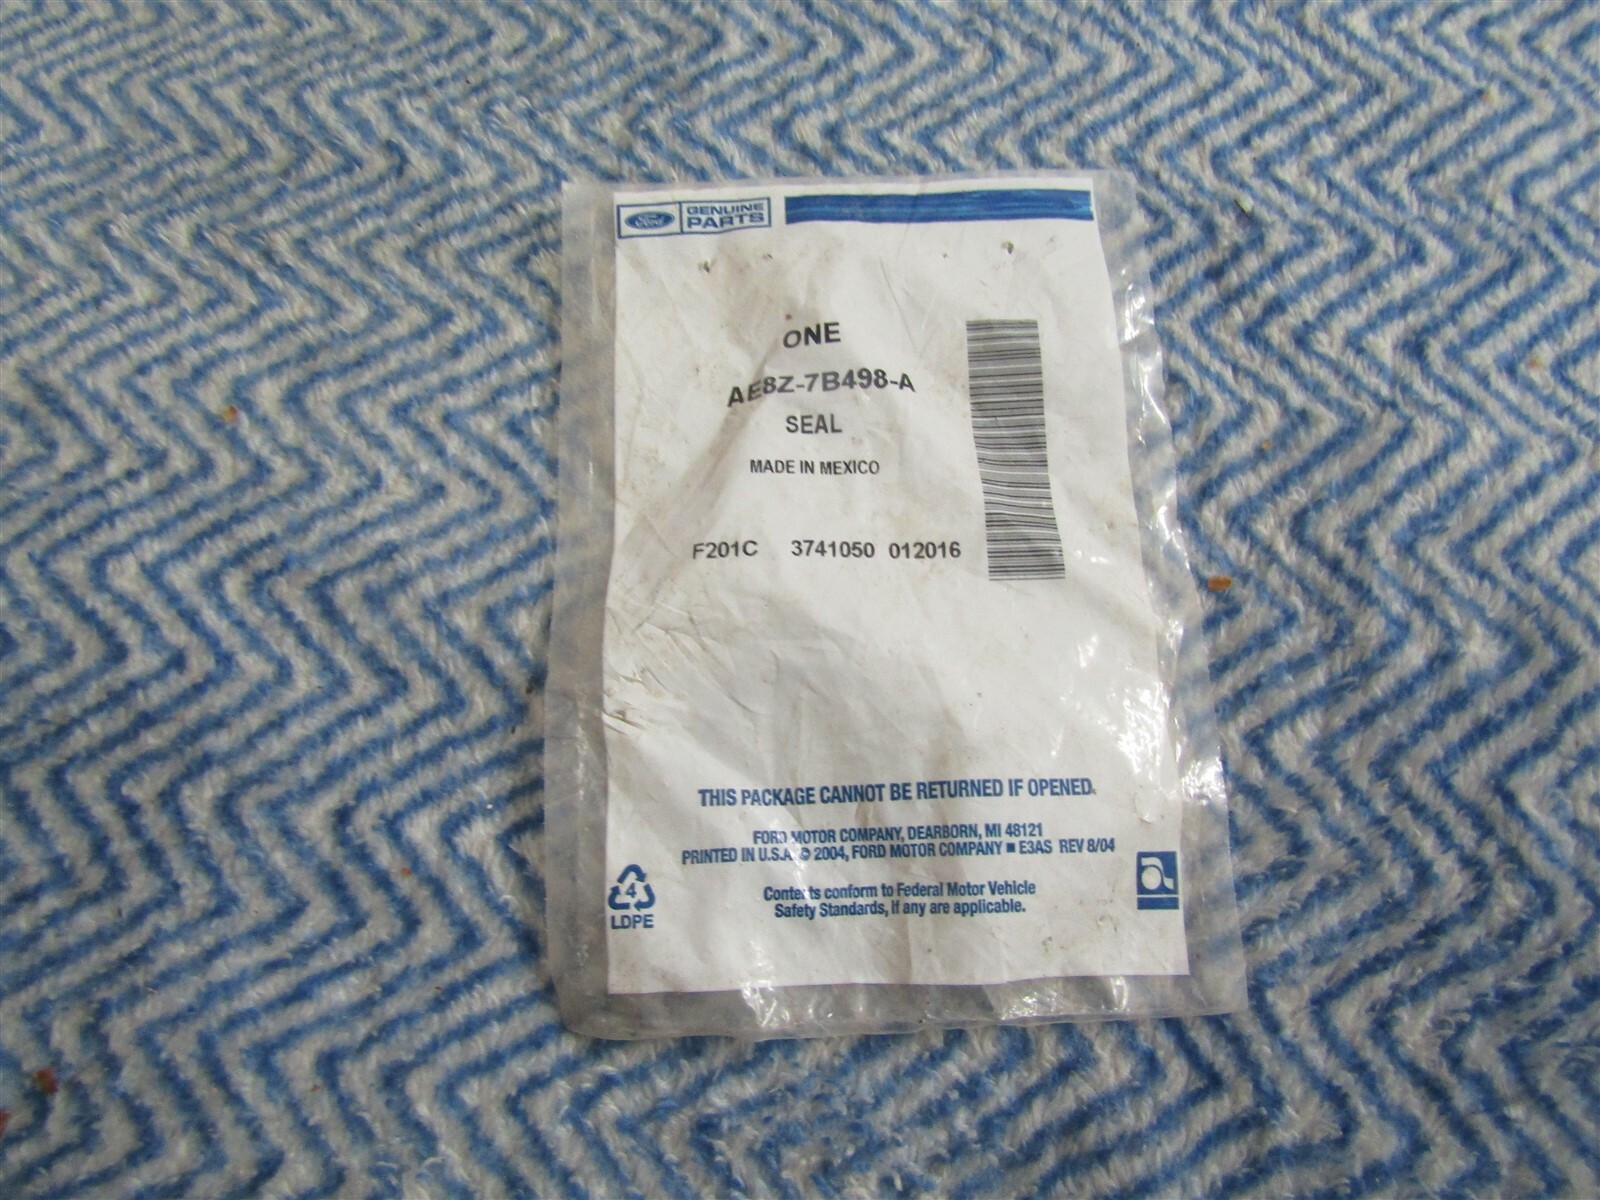 Ford GENUINE
PARTS
ONE
AE8Z-7B498-A
SEAL
MADE IN MEXICO
F201C 3741050 012016
THIS PACKAGE CANNOT BE RETURNED IF OPENED.
FORD MOTOR COMPANY, DEARBORN, MI 48121
PRINTED IN U.S.A. © 2004, FORD MOTOR COMPANY ■ E3AS REV 8/04
Contents conform to Federal Motor Vehicle
Safety Standards, if any are applicable.
4
LDPE
a